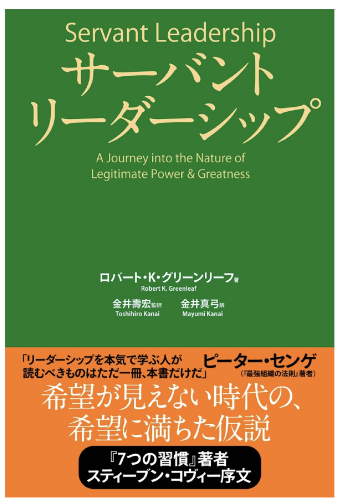 Servant Leadership
サーバント
リーダーシップ
A Journey into the Nature of
Legitimate Power & Greatness
ロバート・K・グリーンリーフ 著
Robert K. Greenleaf
金井壽宏 監訳 金井真弓 訳
Toshihiro Kanai Mayumi Kanai
「リーダーシップを本気で学ぶ人が
読むべきものはただ一冊、本書だけだ」
ピーター・センゲ
(『最強組織の法則』著者)
希望が見えない時代の、
希望に満ちた仮説
『7つの習慣』著者
スティーブン・コヴィー序文